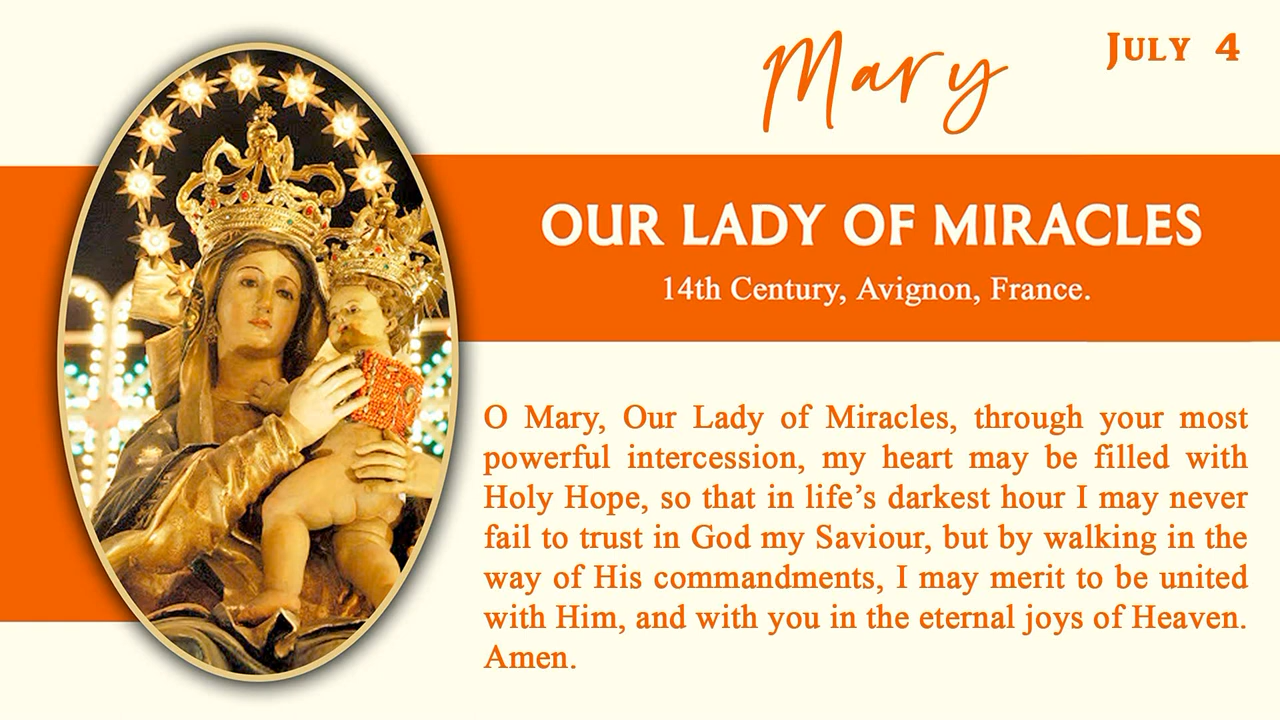 Mary
July 4
OUR LADY OF MIRACLES
14th Century, Avignon, France.
O Mary, Our Lady of Miracles, through your most
powerful intercession, my heart may be filled with
Holy Hope, so that in life’s darkest hour I may never
fail to trust in God my Saviour, but by walking in the
way of His commandments, I may merit to be united
with Him, and with you in the eternal joys of Heaven.
Amen.